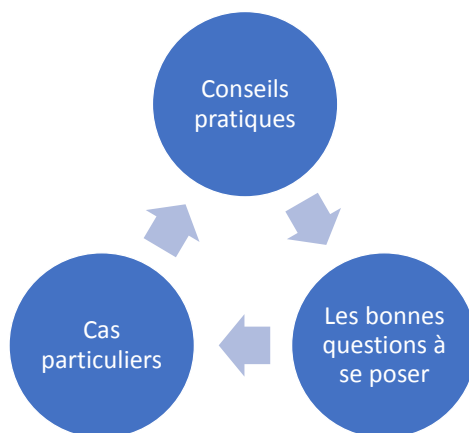 Conseils
pratiques
Les bonnes
questions à
se poser
Cas
particuliers